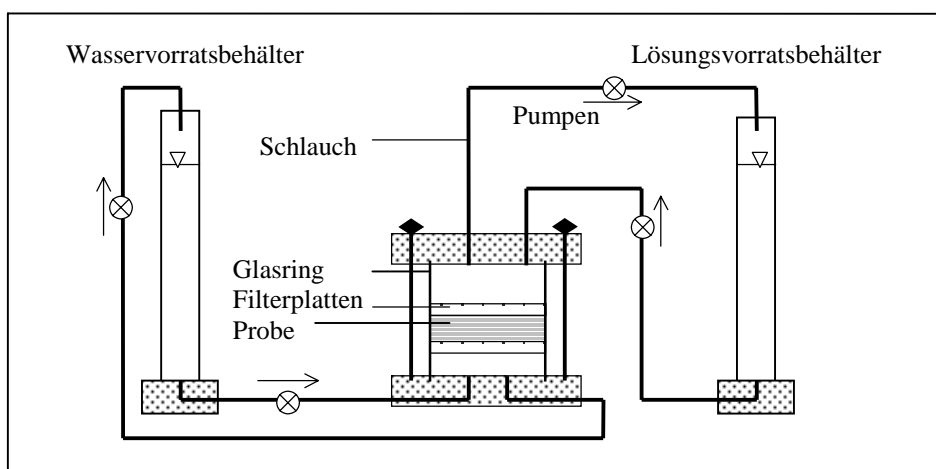 Wasservorratsbehälter
Lösungsvorratsbehälter
Pumpen
Schlauch
Glasring
Filterplatten
Probe